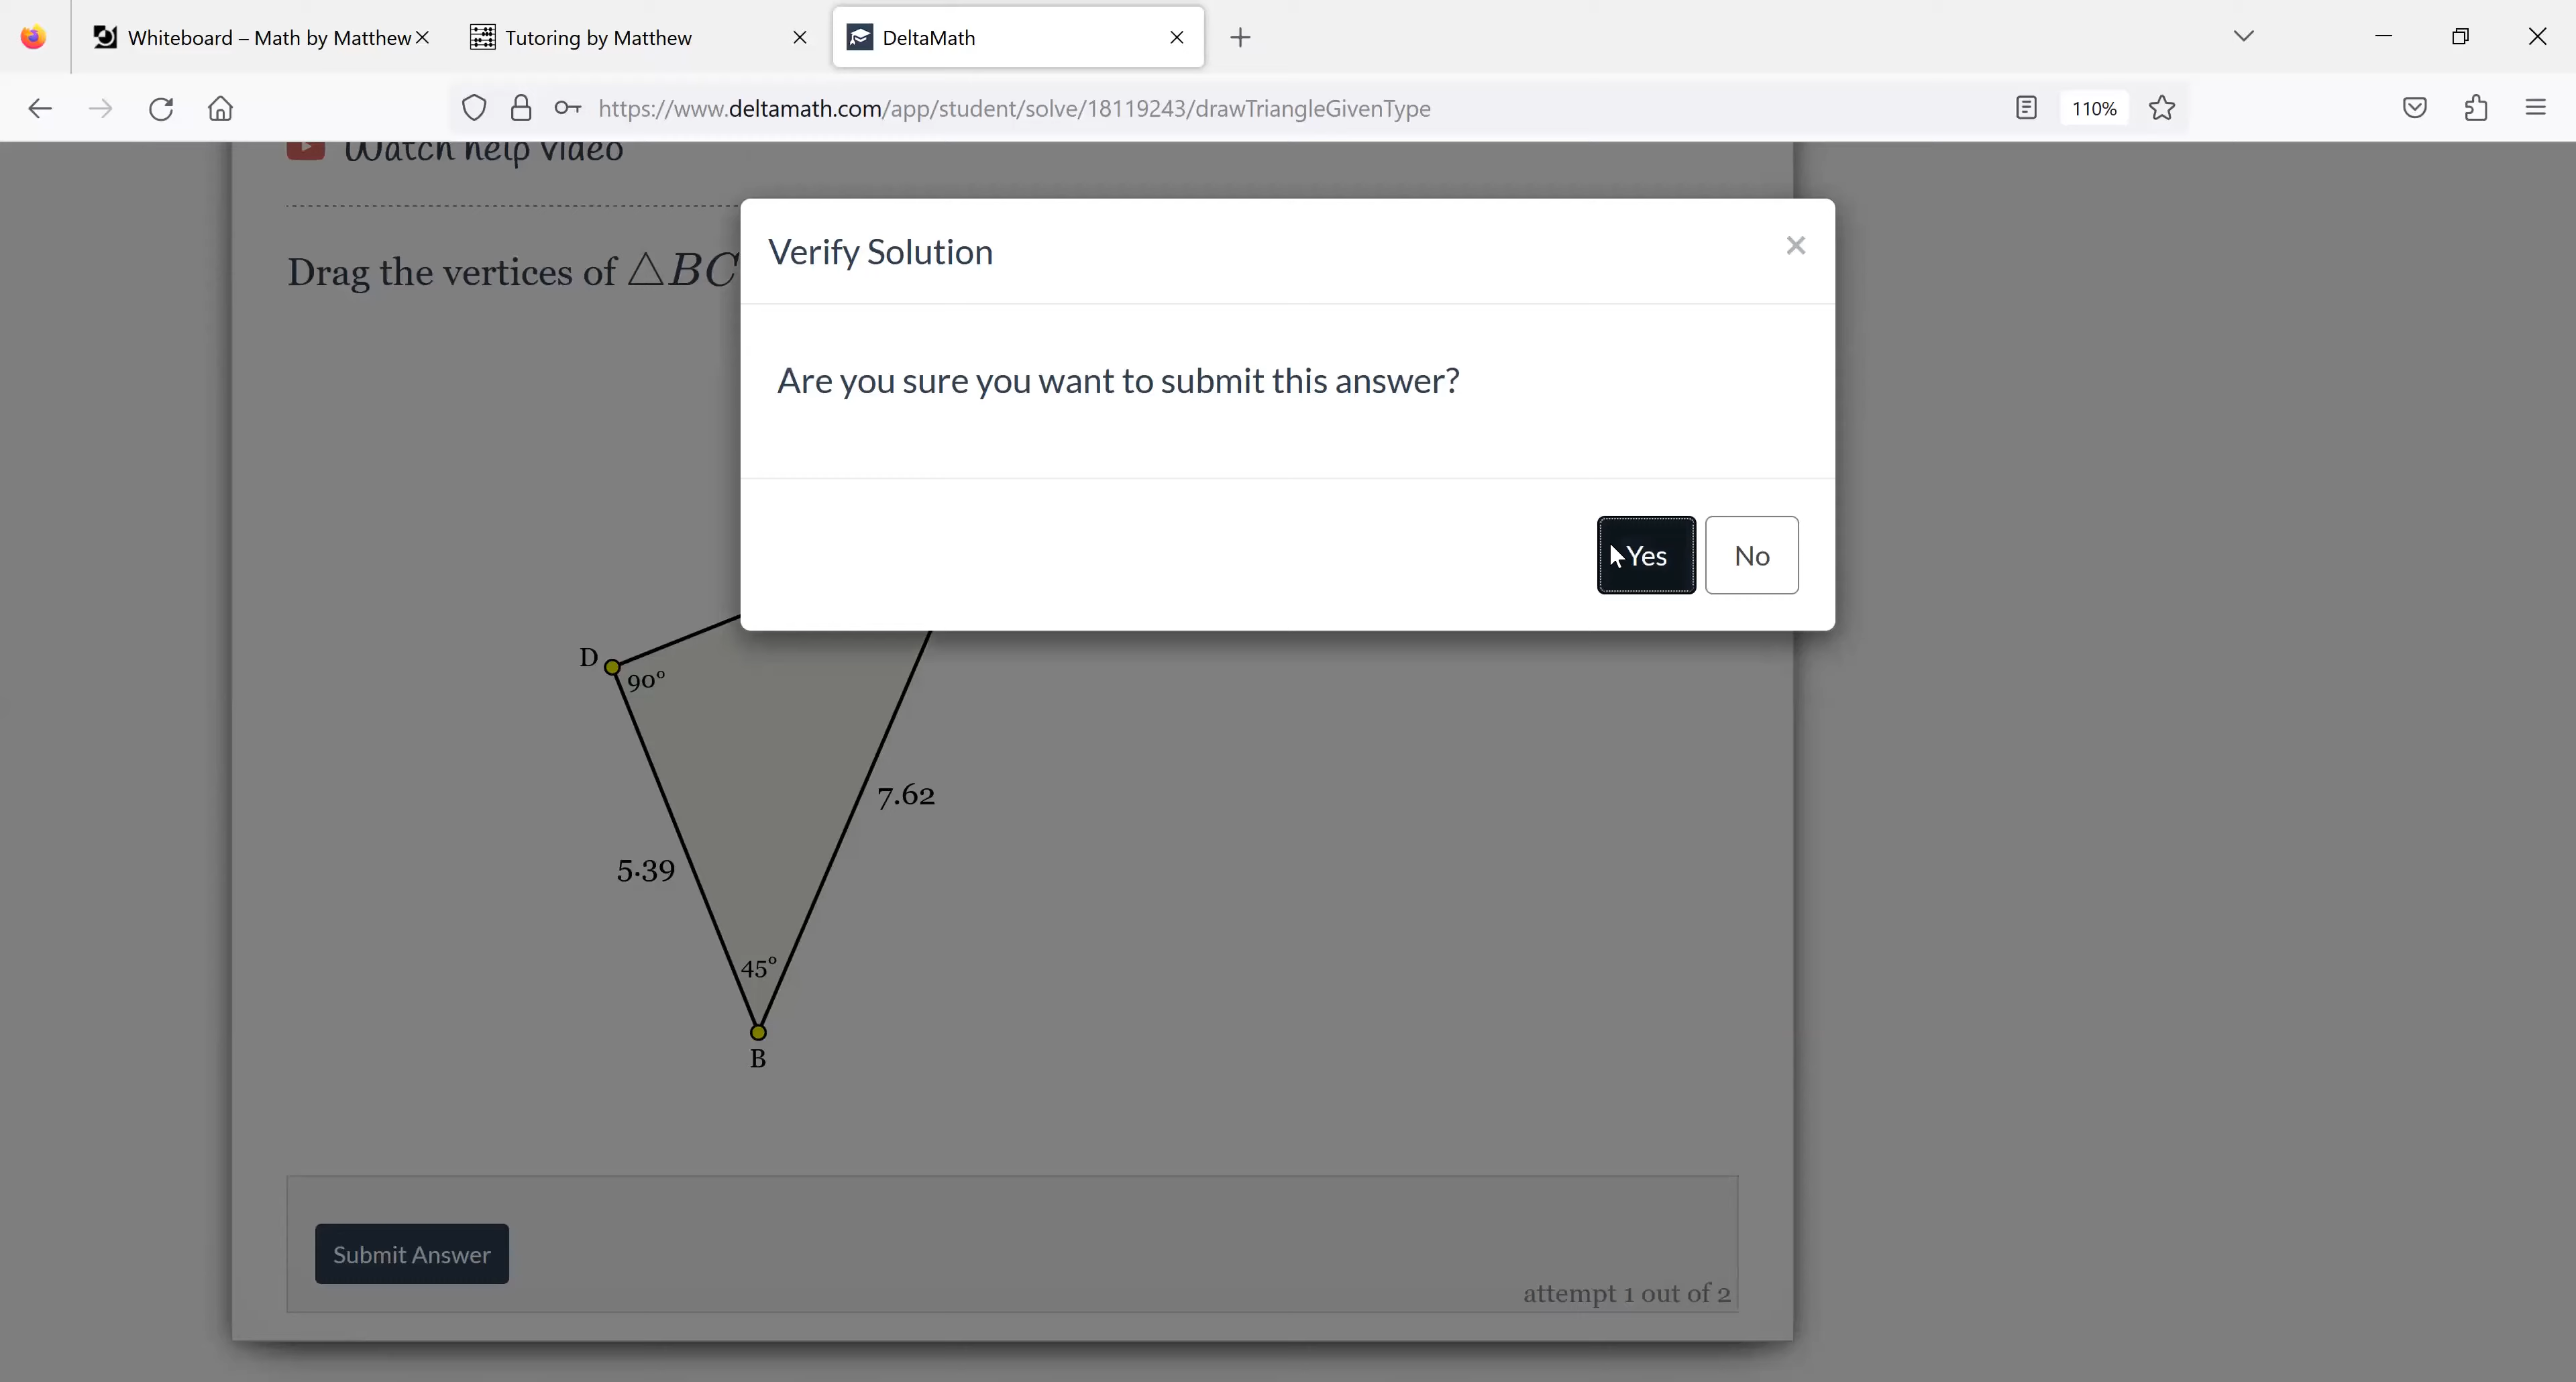 Whiteboard – Math by Matthew
Tutoring by Matthew
DeltaMath
https://www.deltamath.com/app/student/solve/18119243/drawTriangleGivenType
110%
Watch help video
Verify Solution
Drag the vertices of △BC
Are you sure you want to submit this answer?
Yes
No
D
90°
7.62
5.39
45°
B
Submit Answer
attempt 1 out of 2